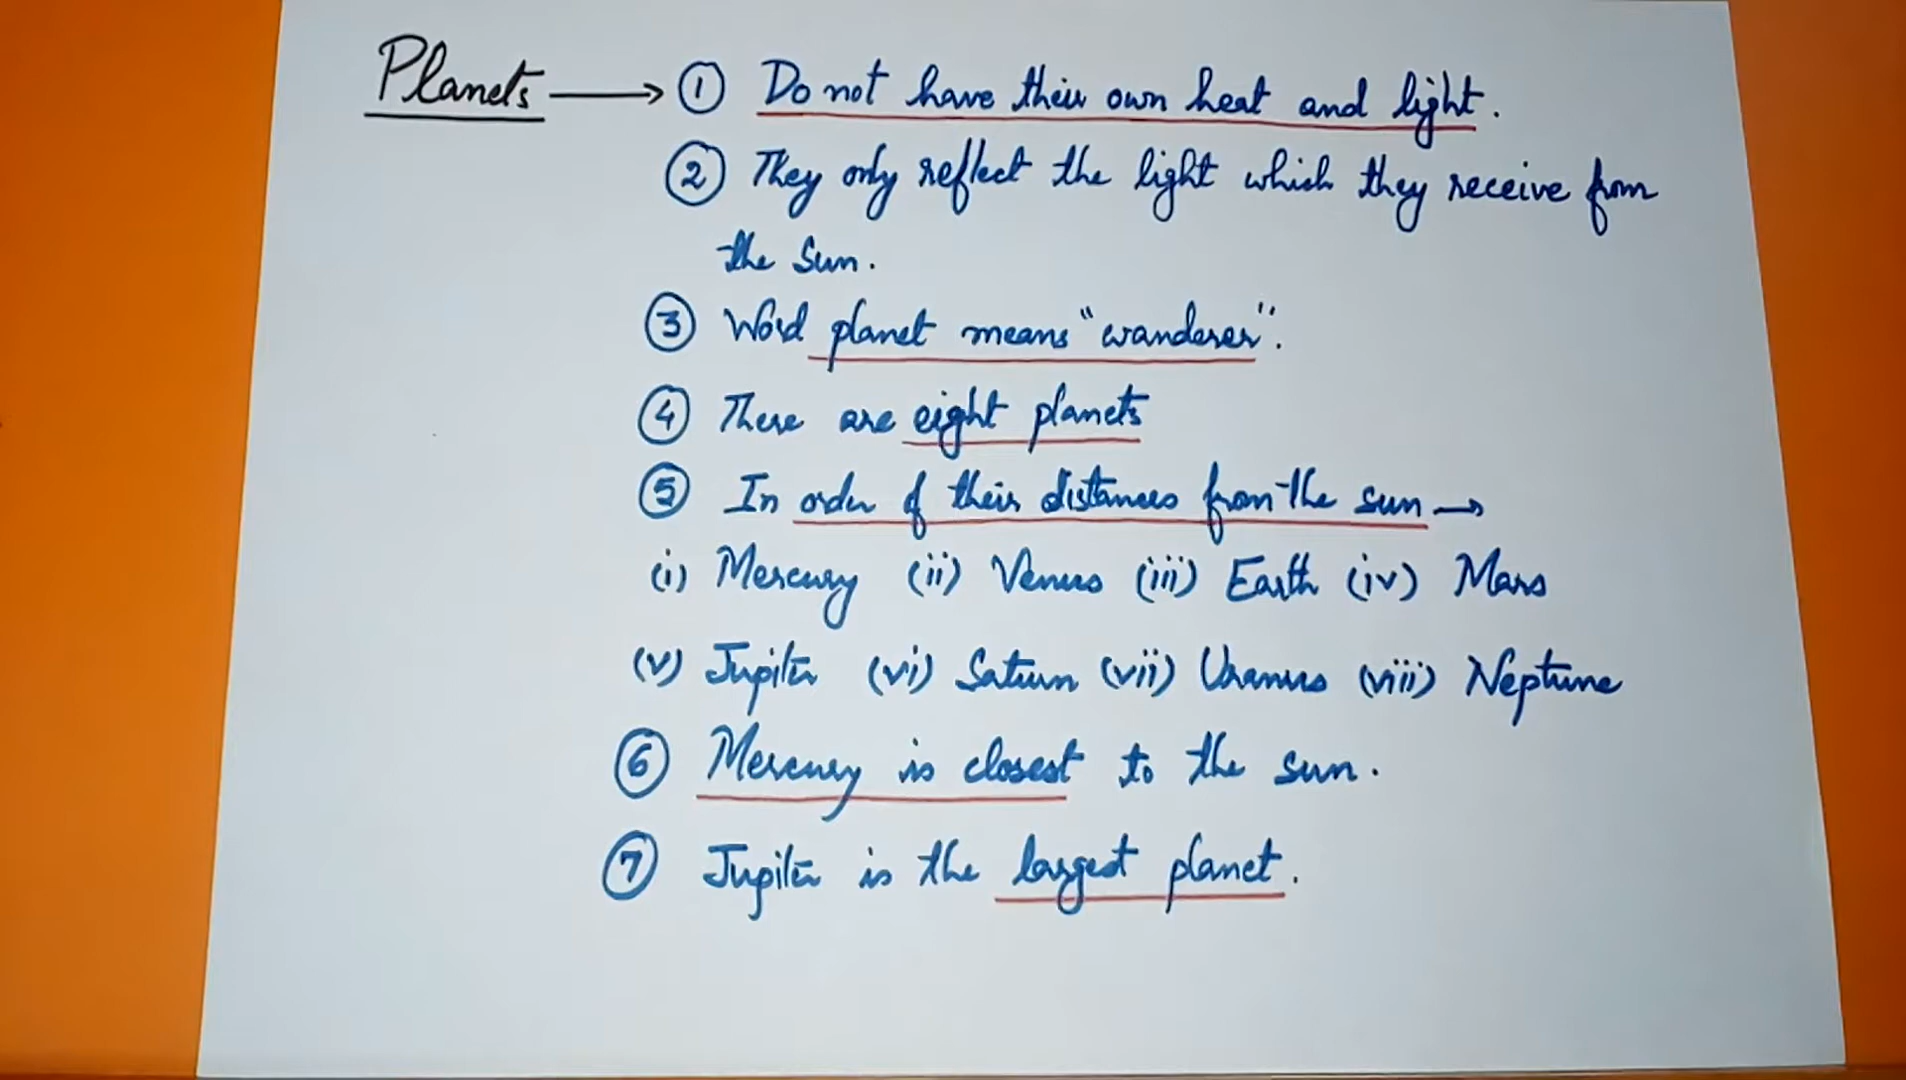 Planets → ① Do not have their own heat and light.
② They only reflect the light which they receive from
the Sun.
③ Word planet means "wanderer".
④ There are eight planets
⑤ In order of their distances from the sun →
(i) Mercury (ii) Venus (iii) Earth (iv) Mars
(v) Jupiter (vi) Saturn (vii) Uranus (viii) Neptune
⑥ Mercury is closest to the sun.
⑦ Jupiter is the largest planet.